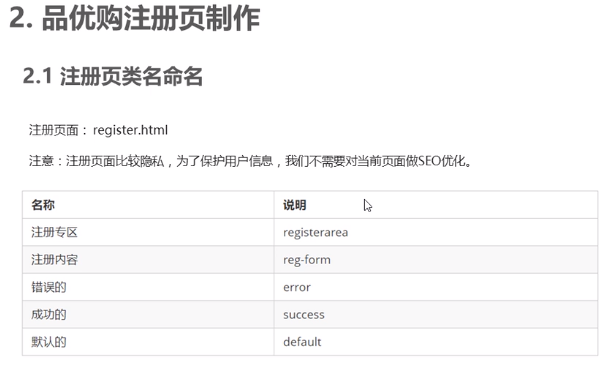 2. 品优购注册页制作
2.1 注册页类名命名
注册页面： register.html
注意：注册页面比较隐私，为了保护用户信息，我们不需要对当前页面做SEO优化。
名称 说明
注册专区 registerarea
注册内容 reg-form
错误的 error
成功的 success
默认的 default